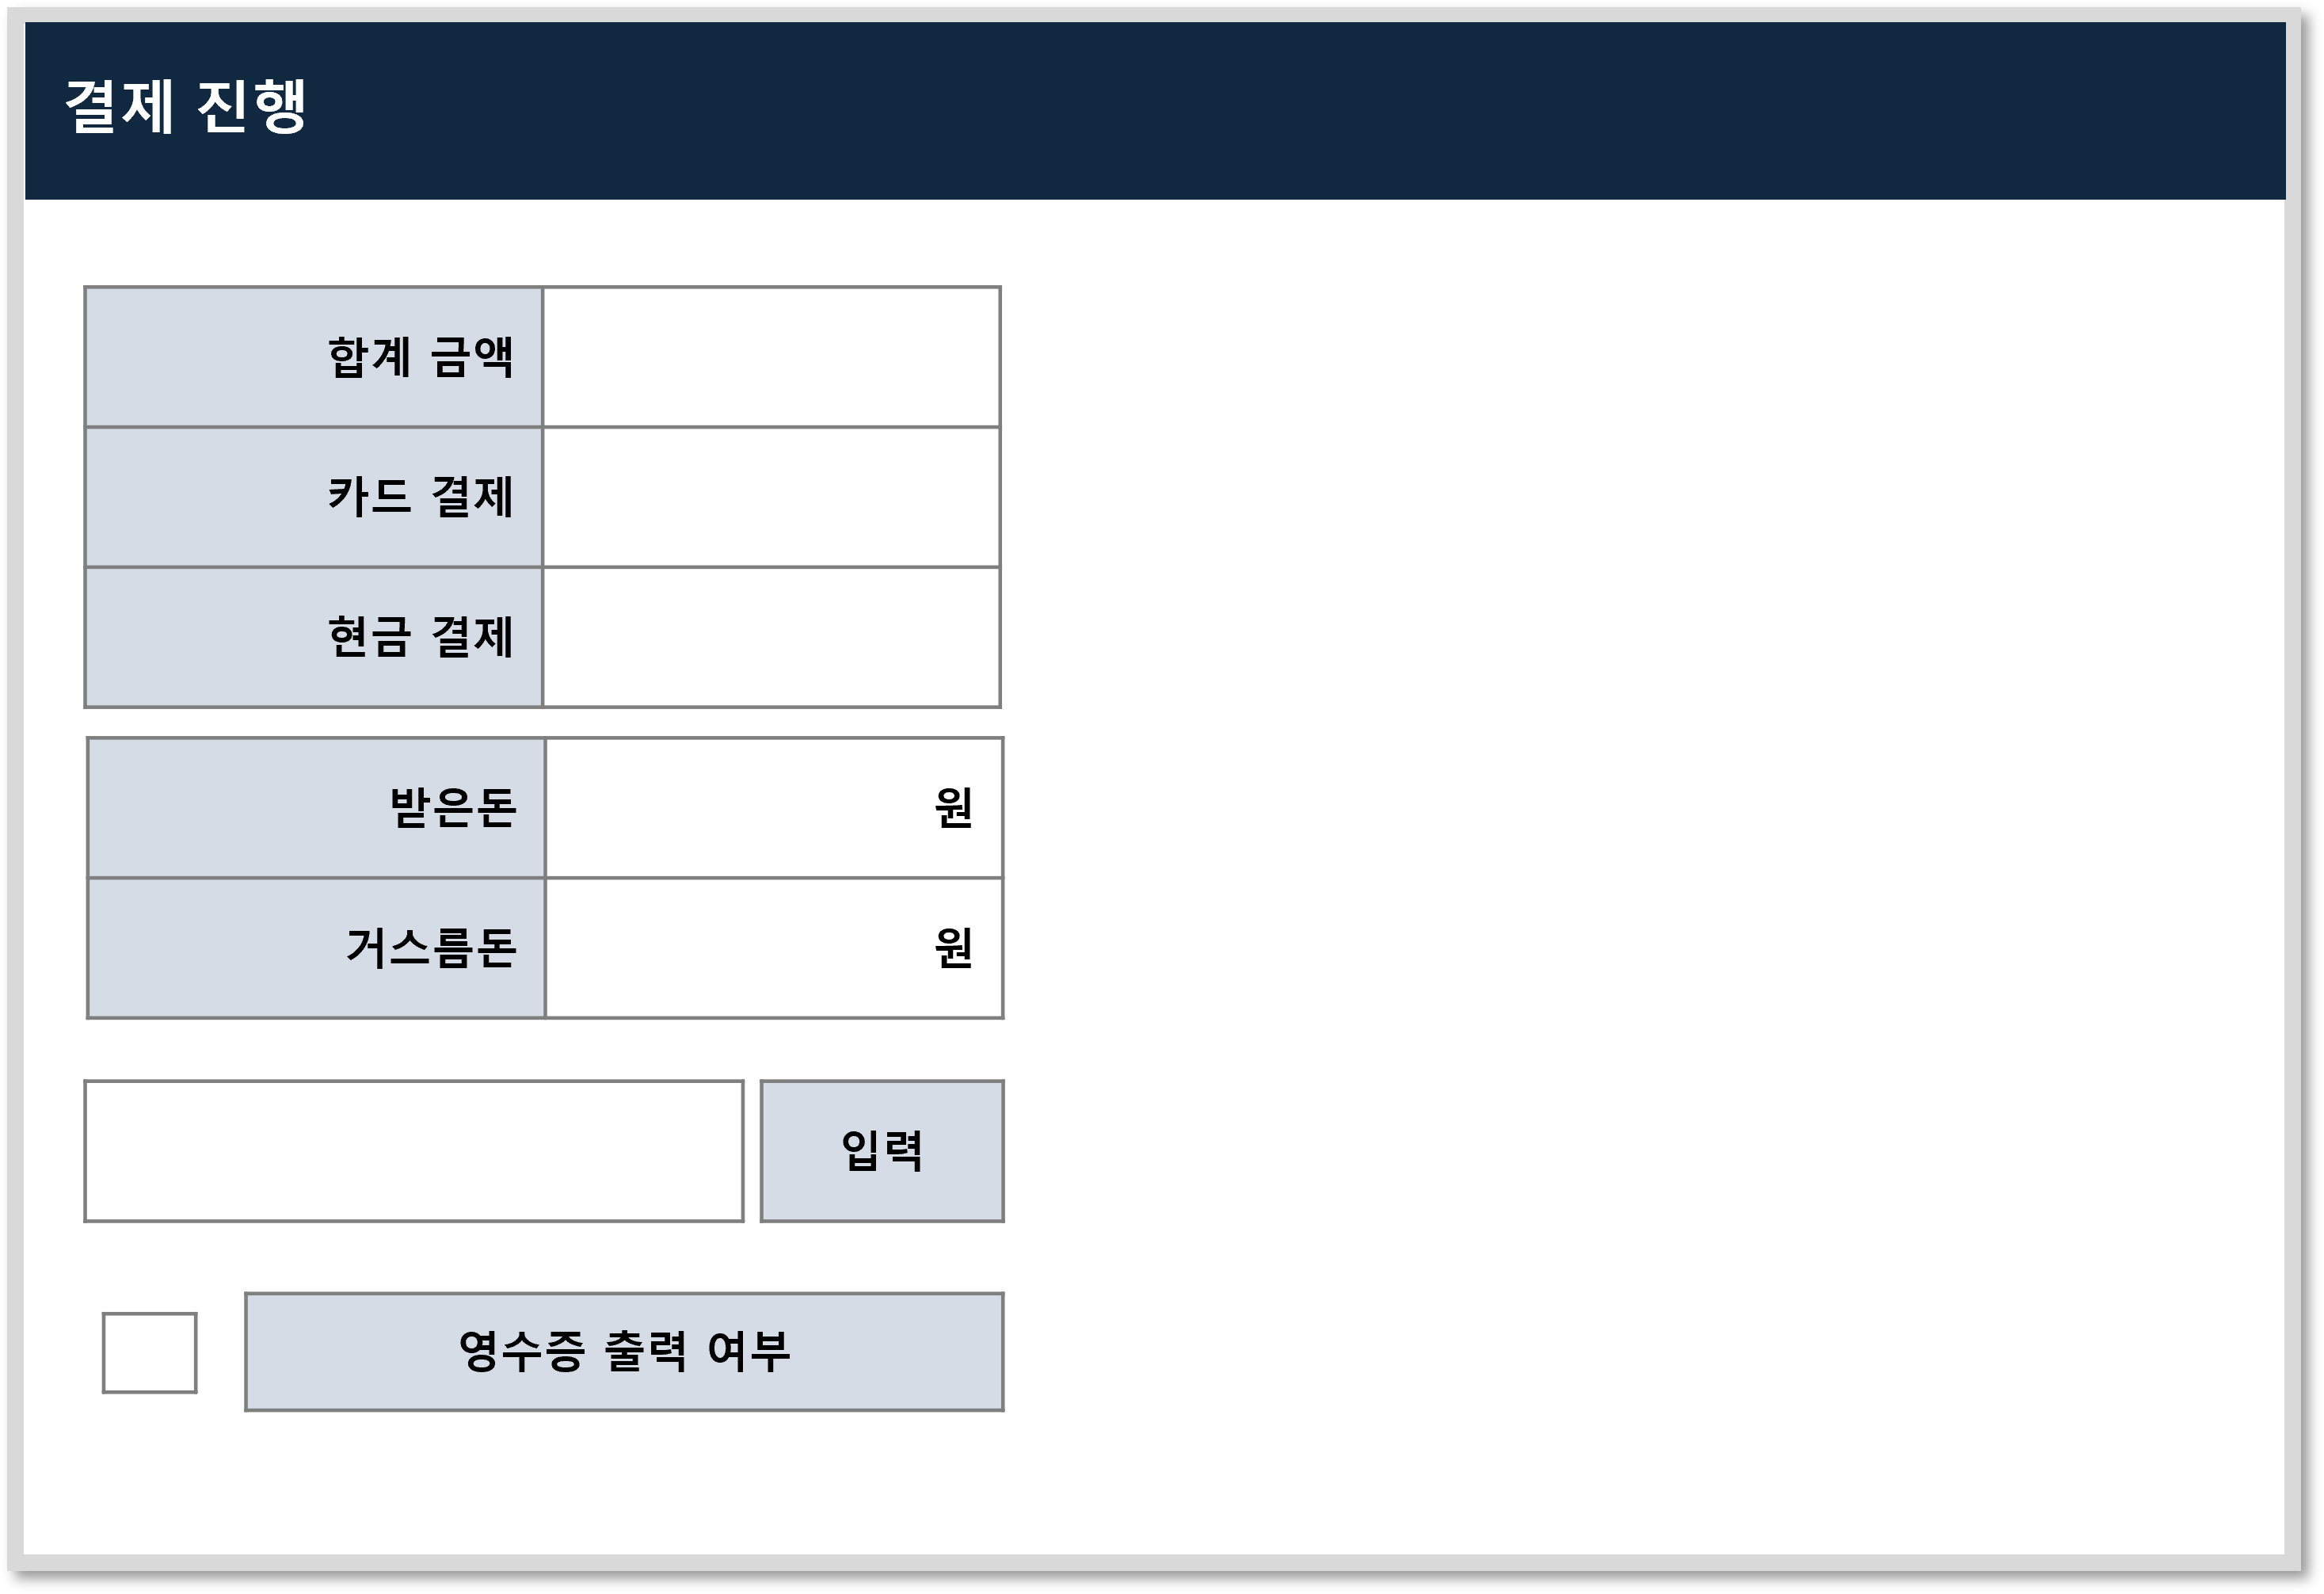 결제 진행
합계 금액
카드 결제
현금 결제
받은돈 원
거스름돈 원
입력
영수증 출력 여부